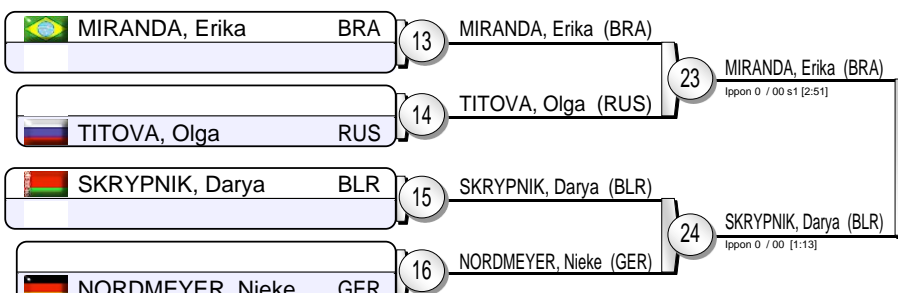 MIRANDA, Erika BRA
13
MIRANDA, Erika (BRA)
23
MIRANDA, Erika (BRA)
Ippon 0 / 00 s1 [2:51]
TITOVA, Olga RUS
14
TITOVA, Olga (RUS)
SKRYPNIK, Darya BLR
15
SKRYPNIK, Darya (BLR)
24
SKRYPNIK, Darya (BLR)
Ippon 0 / 00 [1:13]
NORDMEYER, Nieke GER
16
NORDMEYER, Nieke (GER)